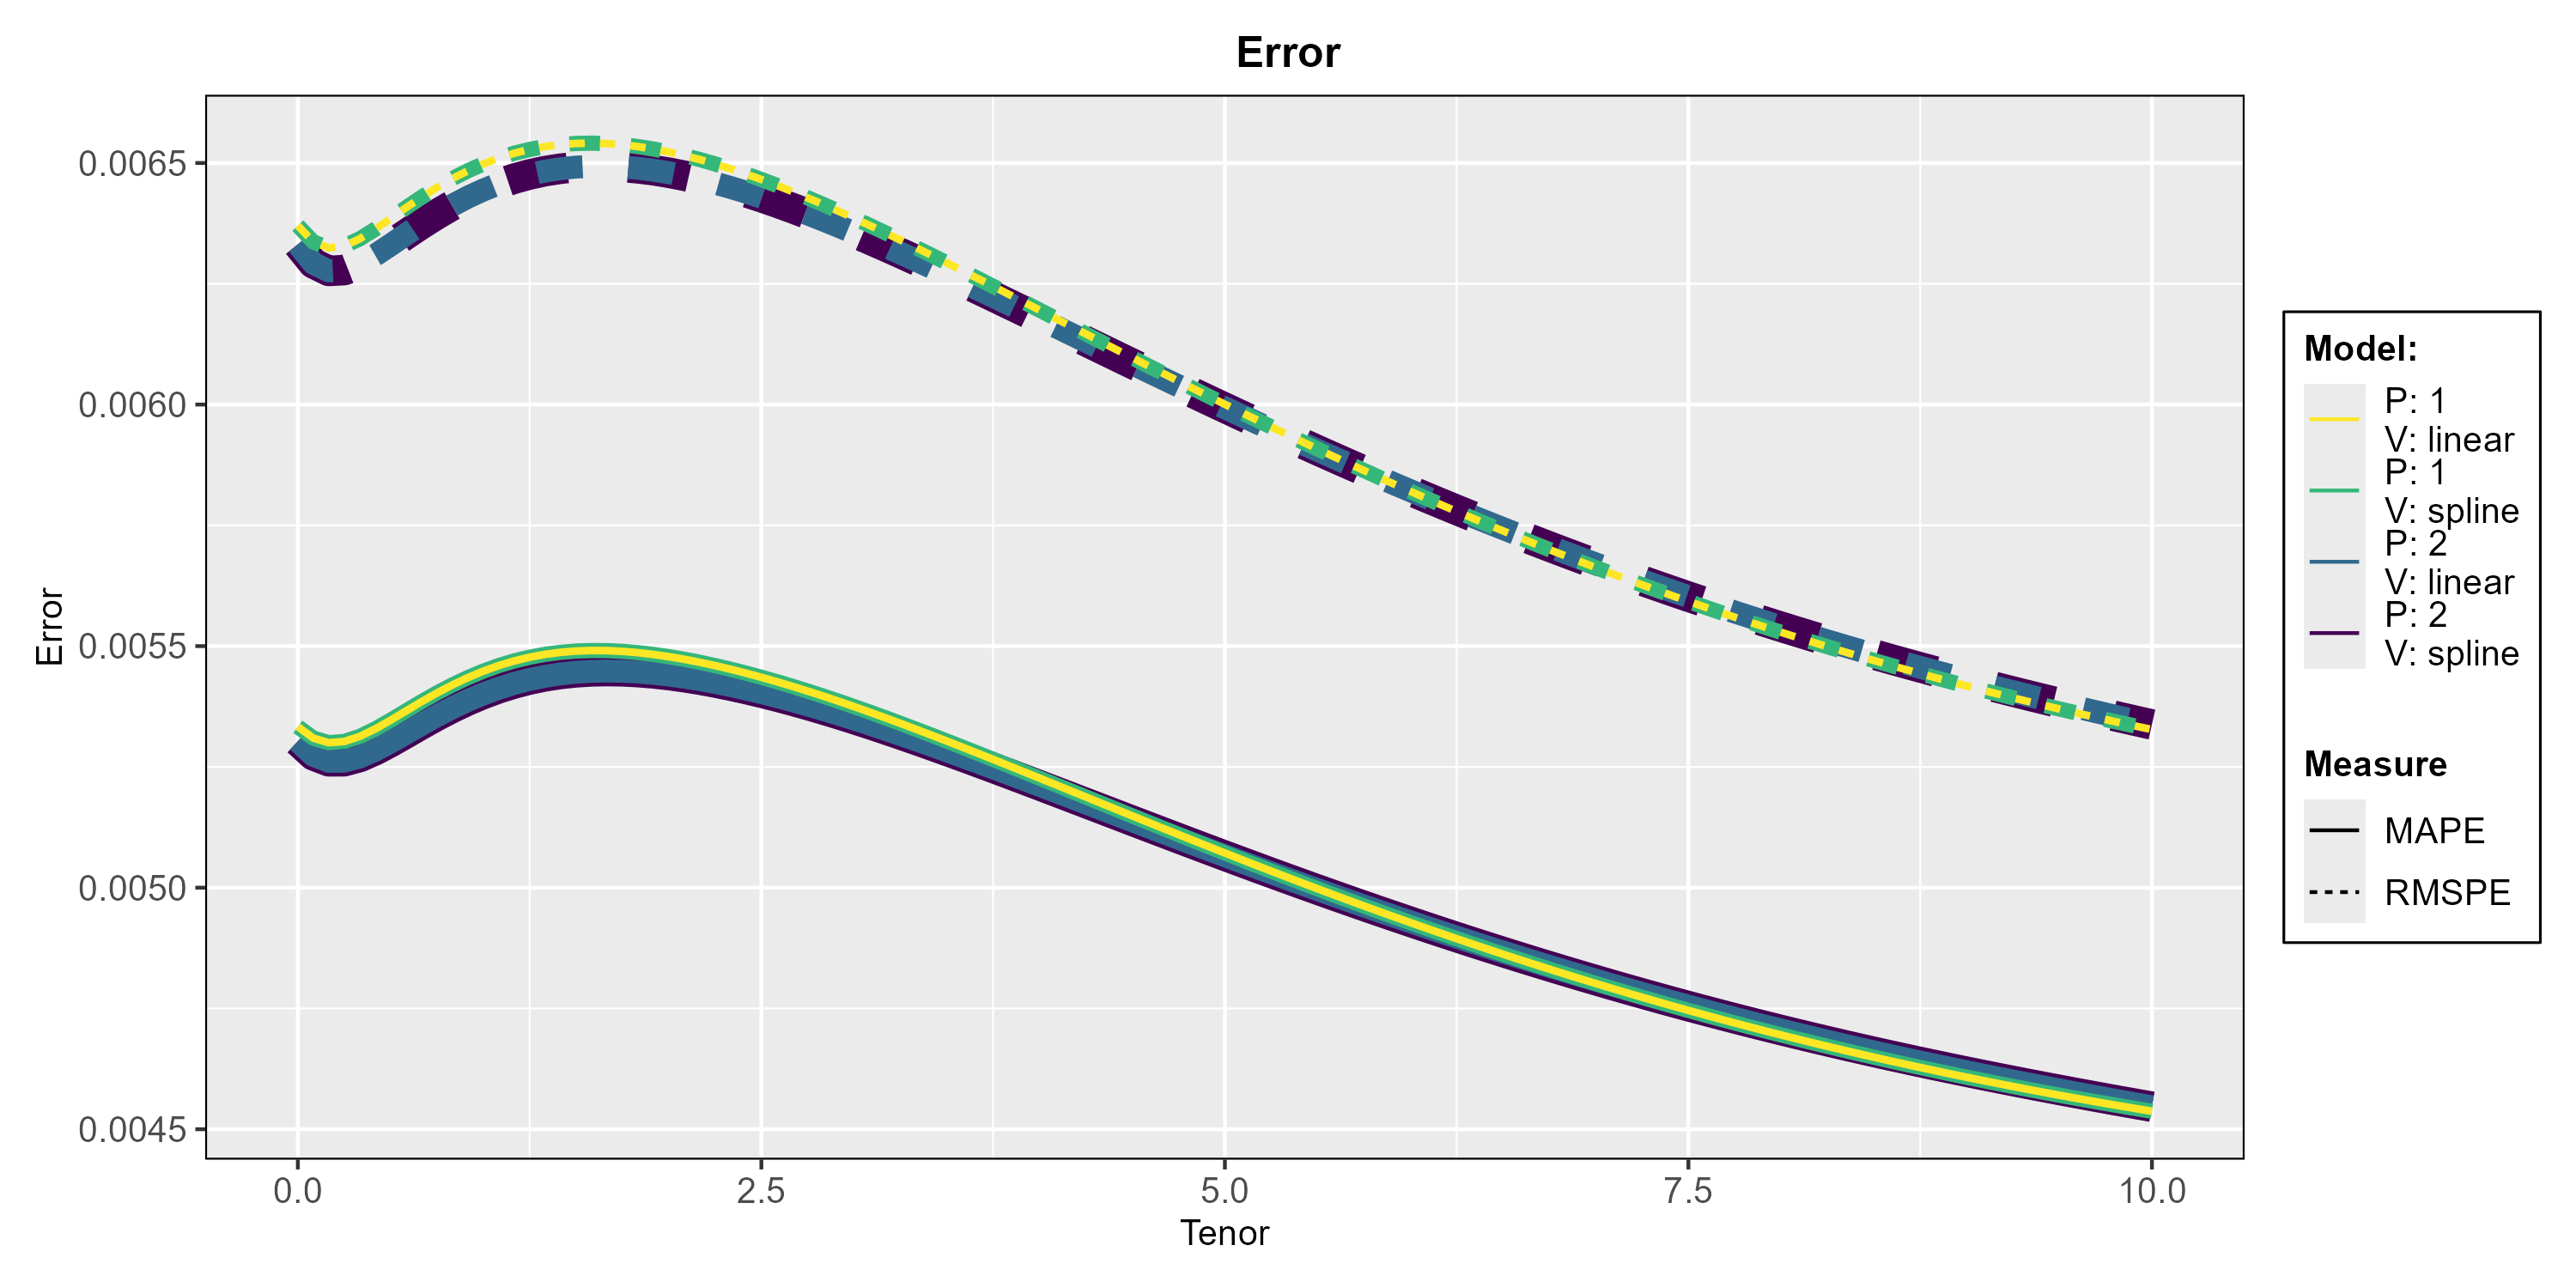 Error
Error
0.0065
0.0060
0.0055
0.0050
0.0045
0.0 2.5 5.0 7.5 10.0
Tenor
Model:
P: 1
V: linear
P: 1
V: spline
P: 2
V: linear
P: 2
V: spline
Measure
MAPE
RMSPE